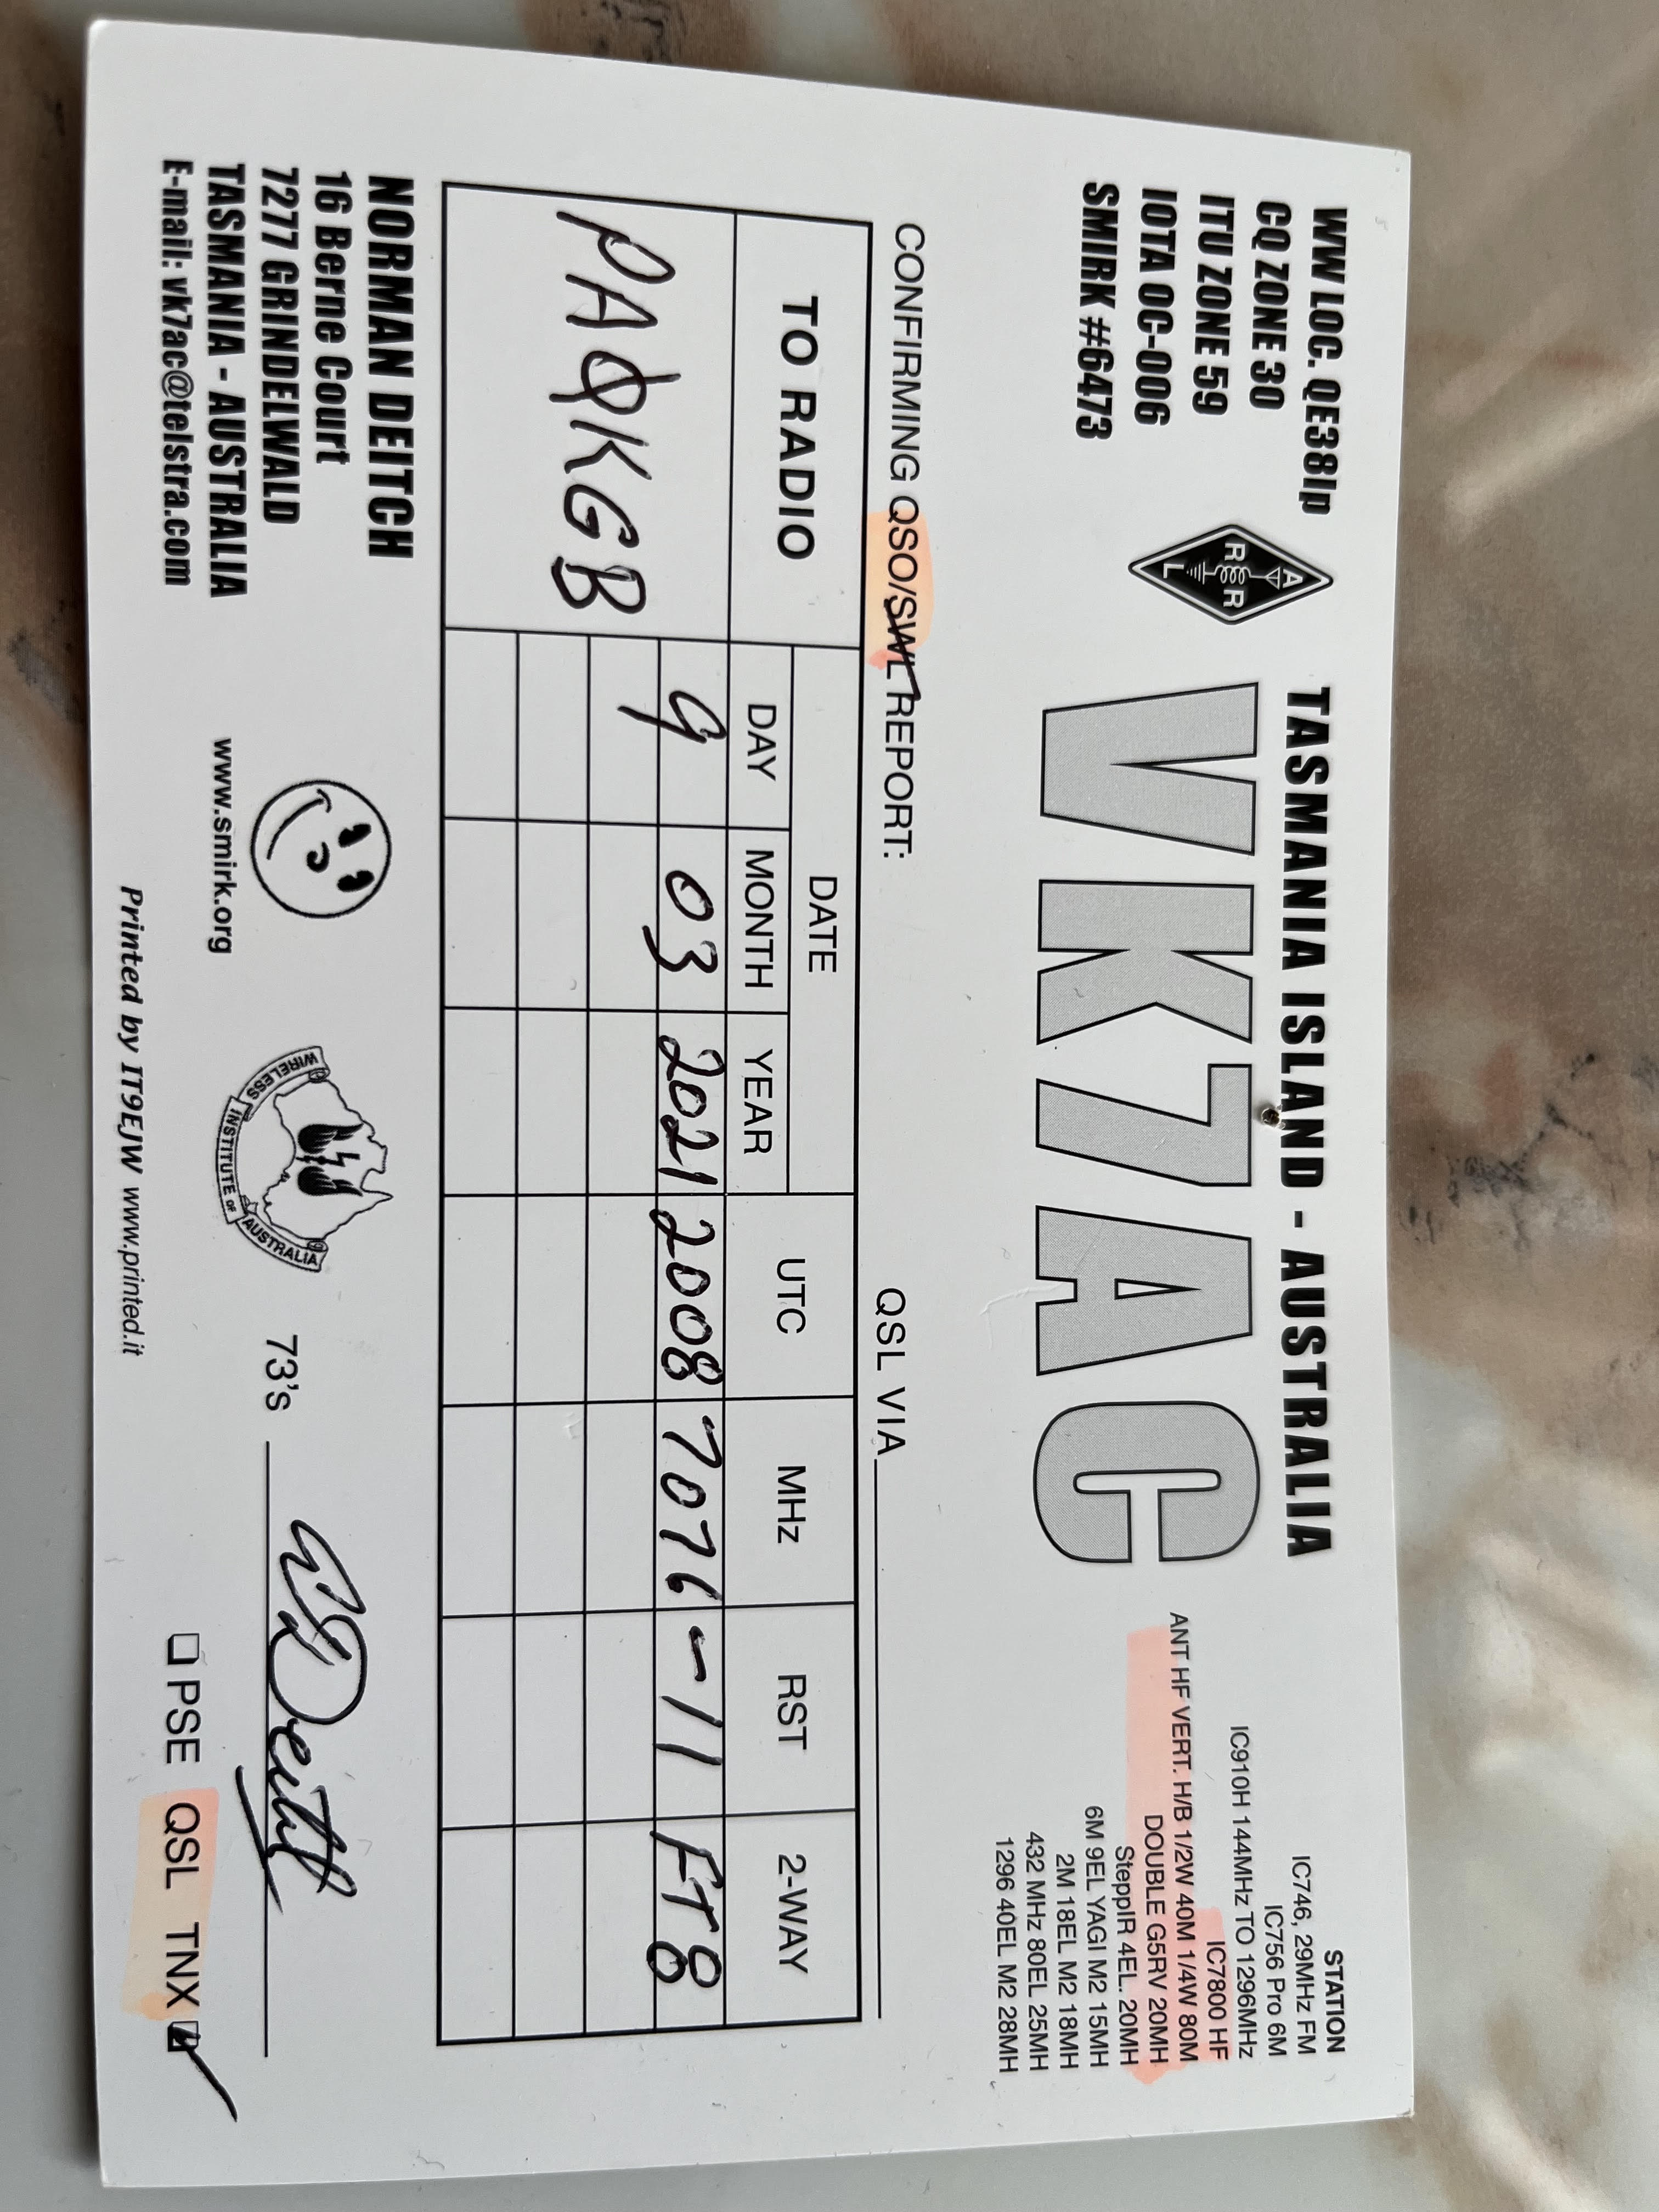 WW LOC. QE38lp
CQ ZONE 30
ITU ZONE 59
IOTA OC-006
SMIRK #6473
A
R R
L
TASMANIA ISLAND - AUSTRALIA
VK7AC
STATION
IC746, 29MHz FM
IC756 Pro 6M
IC910H 144MHz TO 1296MHz
IC7800 HF
ANT HF VERT. H/B 1/2W 40M 1/4W 80M
DOUBLE G5RV 20MH
SteppIR 4EL. 20MH
6M 9EL YAGI M2 15MH
2M 18EL M2 18MH
432 MHz 80EL 25MH
1296 40EL M2 28MH
CONFIRMING QSO/SWL REPORT:
QSL VIA
TO RADIO
DATE
DAY MONTH YEAR UTC MHz RST 2-WAY
PAØKGB
9 03 2021 2008 7076 -11 FT8
NORMAN DEITCH
16 Berne Court
7277 GRINDELWALD
TASMANIA - AUSTRALIA
E-mail: vk7ac@telstra.com
www.smirk.org
WIRELESS INSTITUTE OF AUSTRALIA
73's
PSE QSL TNX
Printed by IT9EJW www.printed.it